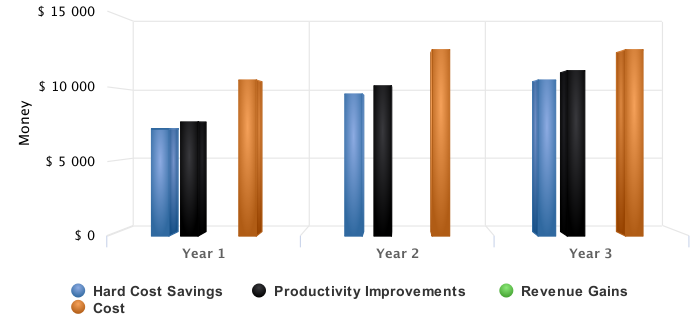 $ 15 000
$ 10 000
$ 5 000
$ 0
Money
Year 1
Year 2
Year 3
Hard Cost Savings
Productivity Improvements
Revenue Gains
Cost